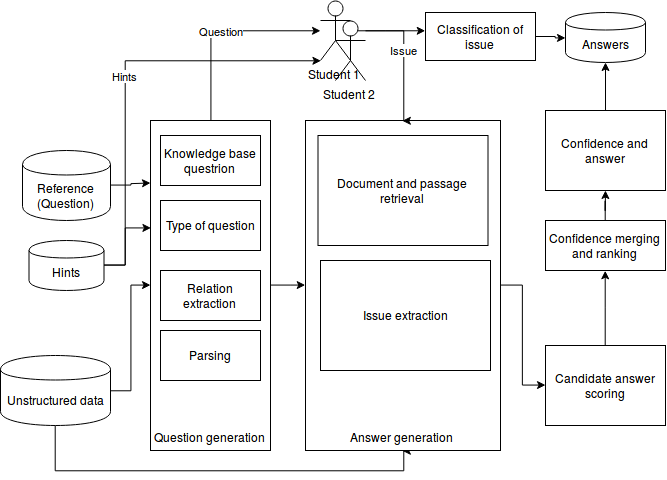 Question
Classification of
issue
Answers
Issue
Hints
Student 1
Student 2
Knowledge base
questrion
Reference
(Question)
Type of question
Hints
Relation
extraction
Parsing
Unstructured data
Question generation
Document and passage
retrieval
Issue extraction
Answer generation
Confidence and
answer
Confidence merging
and ranking
Candidate answer
scoring